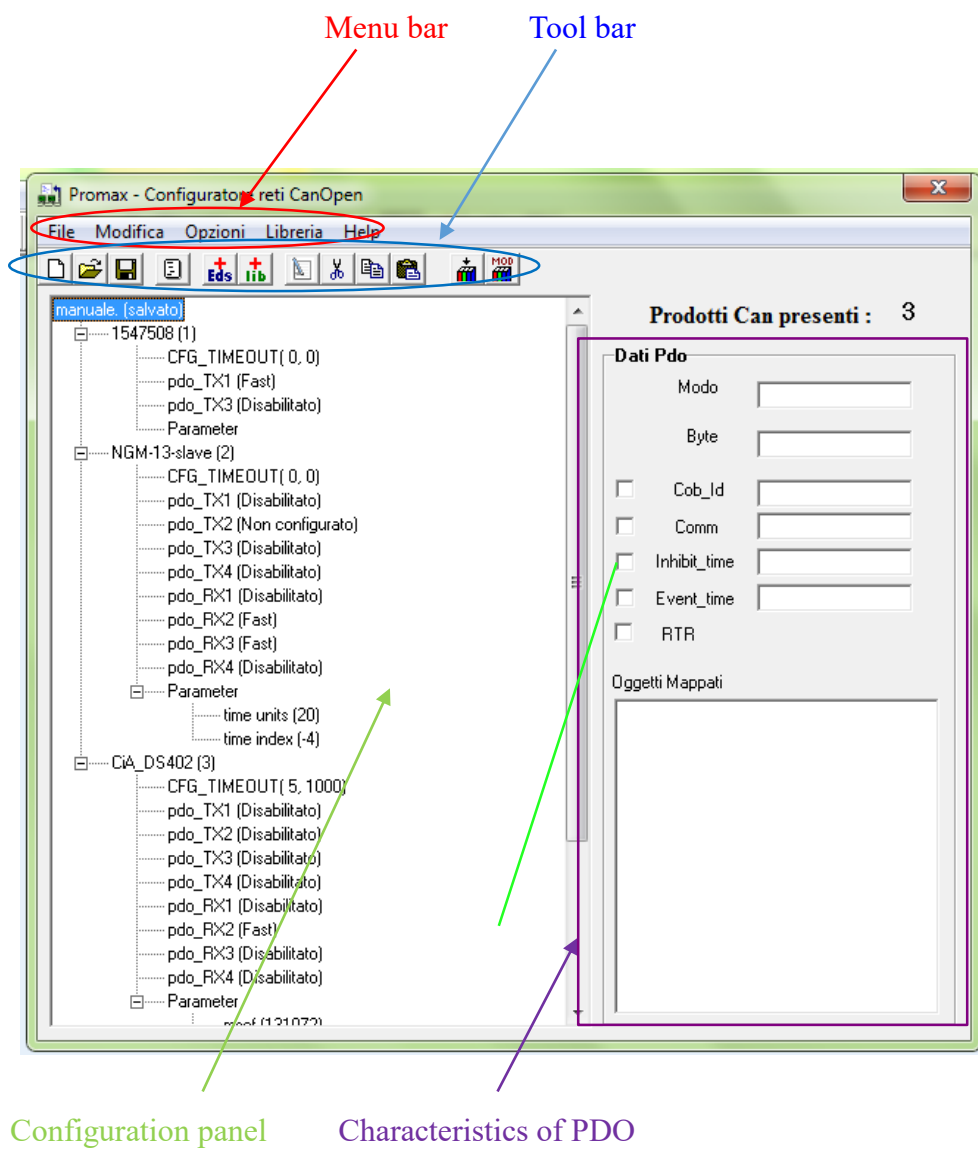 Menu bar
Tool bar
Promax - Configuratore reti CanOpen
File Modifica Opzioni Libreria Help
Eds lib MOD
manuale. (salvato)
1547508 (1)
CFG_TIMEOUT( 0, 0)
pdo_TX1 (Fast)
pdo_TX3 (Disabilitato)
Parameter
NGM-13-slave (2)
CFG_TIMEOUT( 0, 0)
pdo_TX1 (Disabilitato)
pdo_TX2 (Non configurato)
pdo_TX3 (Disabilitato)
pdo_TX4 (Disabilitato)
pdo_RX1 (Disabilitato)
pdo_RX2 (Fast)
pdo_RX3 (Fast)
pdo_RX4 (Disabilitato)
Parameter
time units (20)
time index (-4)
CiA_DS402 (3)
CFG_TIMEOUT( 5, 1000)
pdo_TX1 (Disabilitato)
pdo_TX2 (Disabilitato)
pdo_TX3 (Disabilitato)
pdo_TX4 (Disabilitato)
pdo_RX1 (Disabilitato)
pdo_RX2 (Fast)
pdo_RX3 (Disabilitato)
pdo_RX4 (Disabilitato)
Parameter
(131072)
Prodotti Can presenti : 3
Dati Pdo
Modo
Byte
Cob_Id
Comm
Inhibit_time
Event_time
RTR
Oggetti Mappati
Configuration panel
Characteristics of PDO